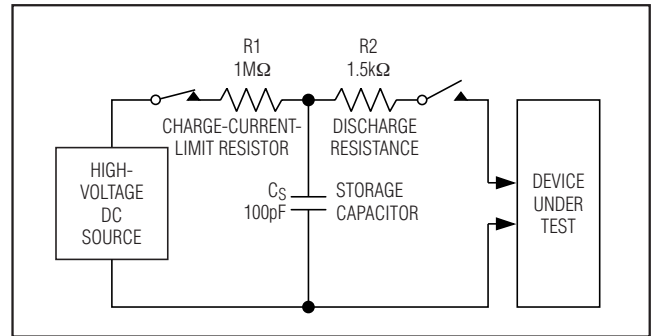 R1
1MΩ
R2
1.5kΩ
CHARGE-CURRENT-
LIMIT RESISTOR
DISCHARGE
RESISTANCE
HIGH-
VOLTAGE
DC
SOURCE
CS
100pF
STORAGE
CAPACITOR
DEVICE
UNDER
TEST